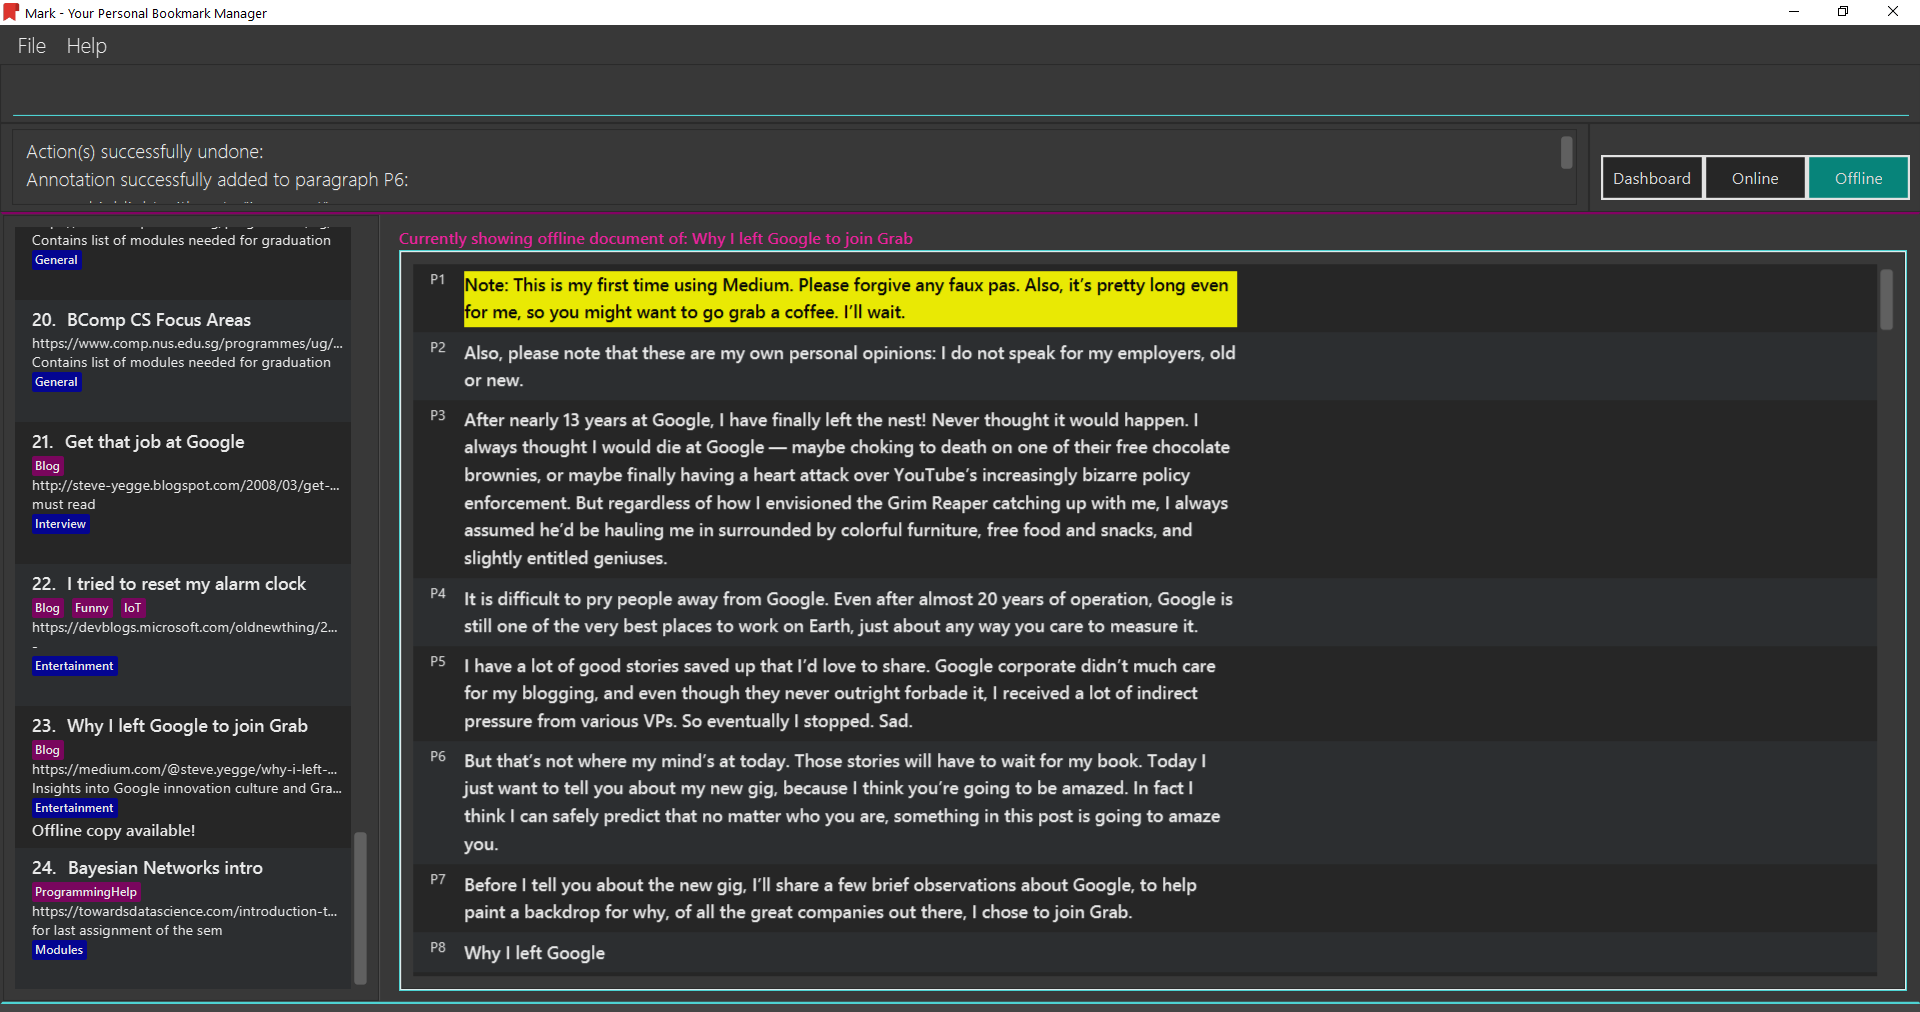 Mark - Your Personal Bookmark Manager
File Help
Action(s) successfully undone:
Annotation successfully added to paragraph P6:
Dashboard Online Offline
Contains list of modules needed for graduation
General
20. BComp CS Focus Areas
https://www.comp.nus.edu.sg/programmes/ug/...
Contains list of modules needed for graduation
General
21. Get that job at Google
Blog
http://steve-yegge.blogspot.com/2008/03/get-...
must read
Interview
22. I tried to reset my alarm clock
Blog Funny IoT
https://devblogs.microsoft.com/oldnewthing/2...
-
Entertainment
23. Why I left Google to join Grab
Blog
https://medium.com/@steve.yegge/why-i-left-...
Insights into Google innovation culture and Gra...
Entertainment
Offline copy available!
24. Bayesian Networks intro
ProgrammingHelp
https://towardsdatascience.com/introduction-t...
for last assignment of the sem
Modules
Currently showing offline document of: Why I left Google to join Grab
P1 Note: This is my first time using Medium. Please forgive any faux pas. Also, it’s pretty long even
for me, so you might want to go grab a coffee. I’ll wait.
P2 Also, please note that these are my own personal opinions: I do not speak for my employers, old
or new.
P3 After nearly 13 years at Google, I have finally left the nest! Never thought it would happen. I
always thought I would die at Google — maybe choking to death on one of their free chocolate
brownies, or maybe finally having a heart attack over YouTube’s increasingly bizarre policy
enforcement. But regardless of how I envisioned the Grim Reaper catching up with me, I always
assumed he’d be hauling me in surrounded by colorful furniture, free food and snacks, and
slightly entitled geniuses.
P4 It is difficult to pry people away from Google. Even after almost 20 years of operation, Google is
still one of the very best places to work on Earth, just about any way you care to measure it.
P5 I have a lot of good stories saved up that I’d love to share. Google corporate didn’t much care
for my blogging, and even though they never outright forbade it, I received a lot of indirect
pressure from various VPs. So eventually I stopped. Sad.
P6 But that’s not where my mind’s at today. Those stories will have to wait for my book. Today I
just want to tell you about my new gig, because I think you’re going to be amazed. In fact I
think I can safely predict that no matter who you are, something in this post is going to amaze
you.
P7 Before I tell you about the new gig, I’ll share a few brief observations about Google, to help
paint a backdrop for why, of all the great companies out there, I chose to join Grab.
P8 Why I left Google